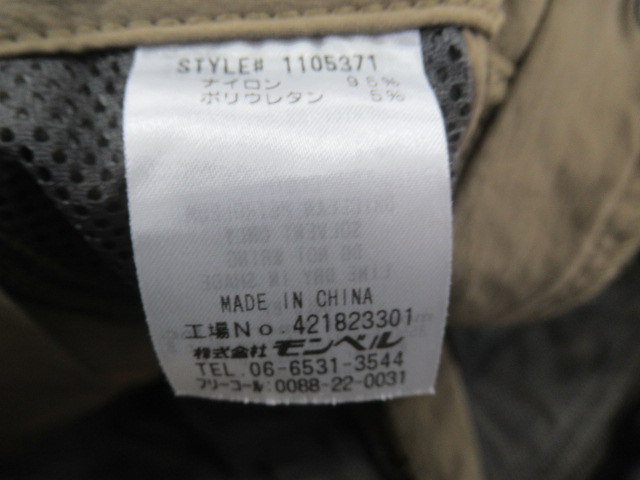 STYLE# 1105371
ナイロン 95%
ポリウレタン 5%
MADE IN CHINA
工場No.421823301
株式会社 モンベル
TEL.06-6531-3544
フリーコール:0088-22-0031